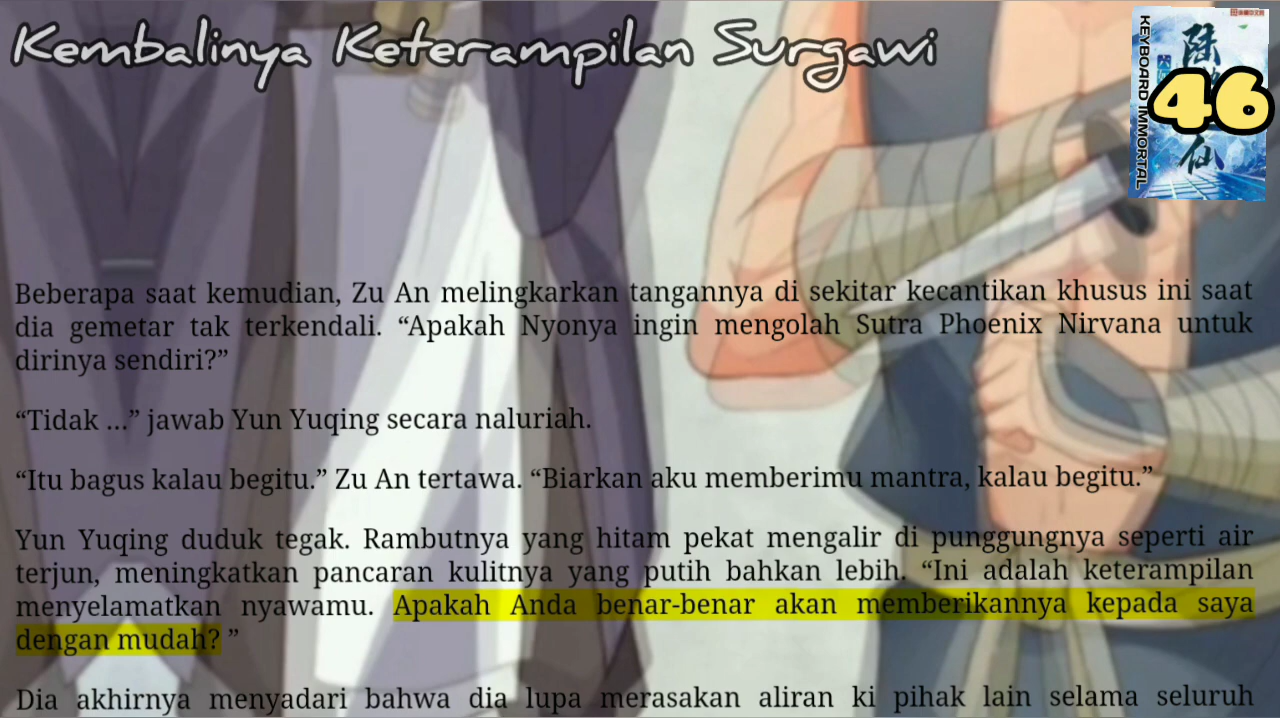 Kembalinya Keterampilan Surgawi
KEYBOARD IMMORTAL
46
Beberapa saat kemudian, Zu An melingkarkan tangannya di sekitar kecantikan khusus ini saat
dia gemetar tak terkendali. “Apakah Nyonya ingin mengolah Sutra Phoenix Nirvana untuk
dirinya sendiri?”
“Tidak ...” jawab Yun Yuqing secara naluriah.
“Itu bagus kalau begitu.” Zu An tertawa. “Biarkan aku memberimu mantra, kalau begitu.”
Yun Yuqing duduk tegak. Rambutnya yang hitam pekat mengalir di punggungnya seperti air
terjun, meningkatkan pancaran kulitnya yang putih bahkan lebih. “Ini adalah keterampilan
menyelamatkan nyawamu. Apakah Anda benar-benar akan memberikannya kepada saya
dengan mudah? ”
Dia akhirnya menyadari bahwa dia lupa merasakan aliran ki pihak lain selama seluruh